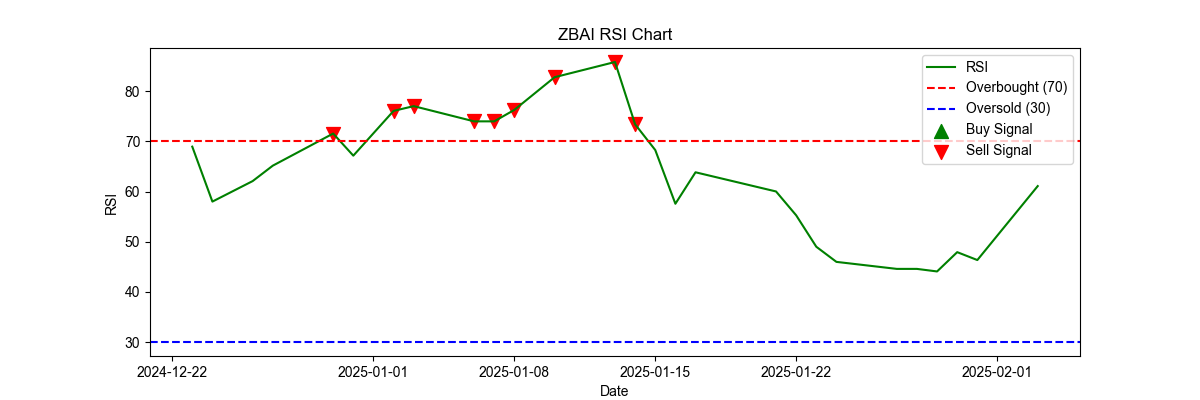 ZBAI RSI Chart
RSI
80
70
60
50
40
30
RSI
Overbought (70)
Oversold (30)
Buy Signal
Sell Signal
2024-12-22
2025-01-01
2025-01-08
2025-01-15
2025-01-22
2025-02-01
Date